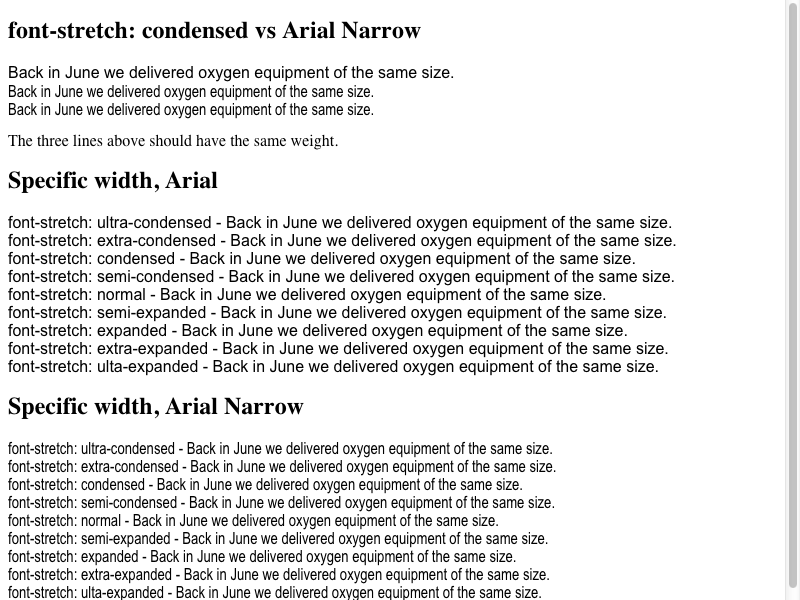 font-stretch: condensed vs Arial Narrow
Back in June we delivered oxygen equipment of the same size.
Back in June we delivered oxygen equipment of the same size.
Back in June we delivered oxygen equipment of the same size.
The three lines above should have the same weight.
Specific width, Arial
font-stretch: ultra-condensed - Back in June we delivered oxygen equipment of the same size.
font-stretch: extra-condensed - Back in June we delivered oxygen equipment of the same size.
font-stretch: condensed - Back in June we delivered oxygen equipment of the same size.
font-stretch: semi-condensed - Back in June we delivered oxygen equipment of the same size.
font-stretch: normal - Back in June we delivered oxygen equipment of the same size.
font-stretch: semi-expanded - Back in June we delivered oxygen equipment of the same size.
font-stretch: expanded - Back in June we delivered oxygen equipment of the same size.
font-stretch: extra-expanded - Back in June we delivered oxygen equipment of the same size.
font-stretch: ulta-expanded - Back in June we delivered oxygen equipment of the same size.
Specific width, Arial Narrow
font-stretch: ultra-condensed - Back in June we delivered oxygen equipment of the same size.
font-stretch: extra-condensed - Back in June we delivered oxygen equipment of the same size.
font-stretch: condensed - Back in June we delivered oxygen equipment of the same size.
font-stretch: semi-condensed - Back in June we delivered oxygen equipment of the same size.
font-stretch: normal - Back in June we delivered oxygen equipment of the same size.
font-stretch: semi-expanded - Back in June we delivered oxygen equipment of the same size.
font-stretch: expanded - Back in June we delivered oxygen equipment of the same size.
font-stretch: extra-expanded - Back in June we delivered oxygen equipment of the same size.
font-stretch: ulta-expanded - Back in June we delivered oxygen equipment of the same size.